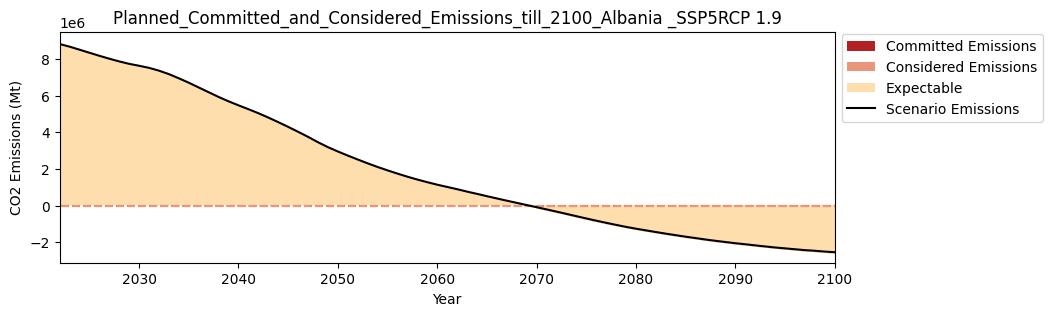 Planned_Committed_and_Considered_Emissions_till_2100_Albania _SSP5RCP 1.9
1e6
8
6
4
2
0
−2
CO2 Emissions (Mt)
2030
2040
2050
2060
2070
2080
2090
2100
Year
Committed Emissions
Considered Emissions
Expectable
Scenario Emissions